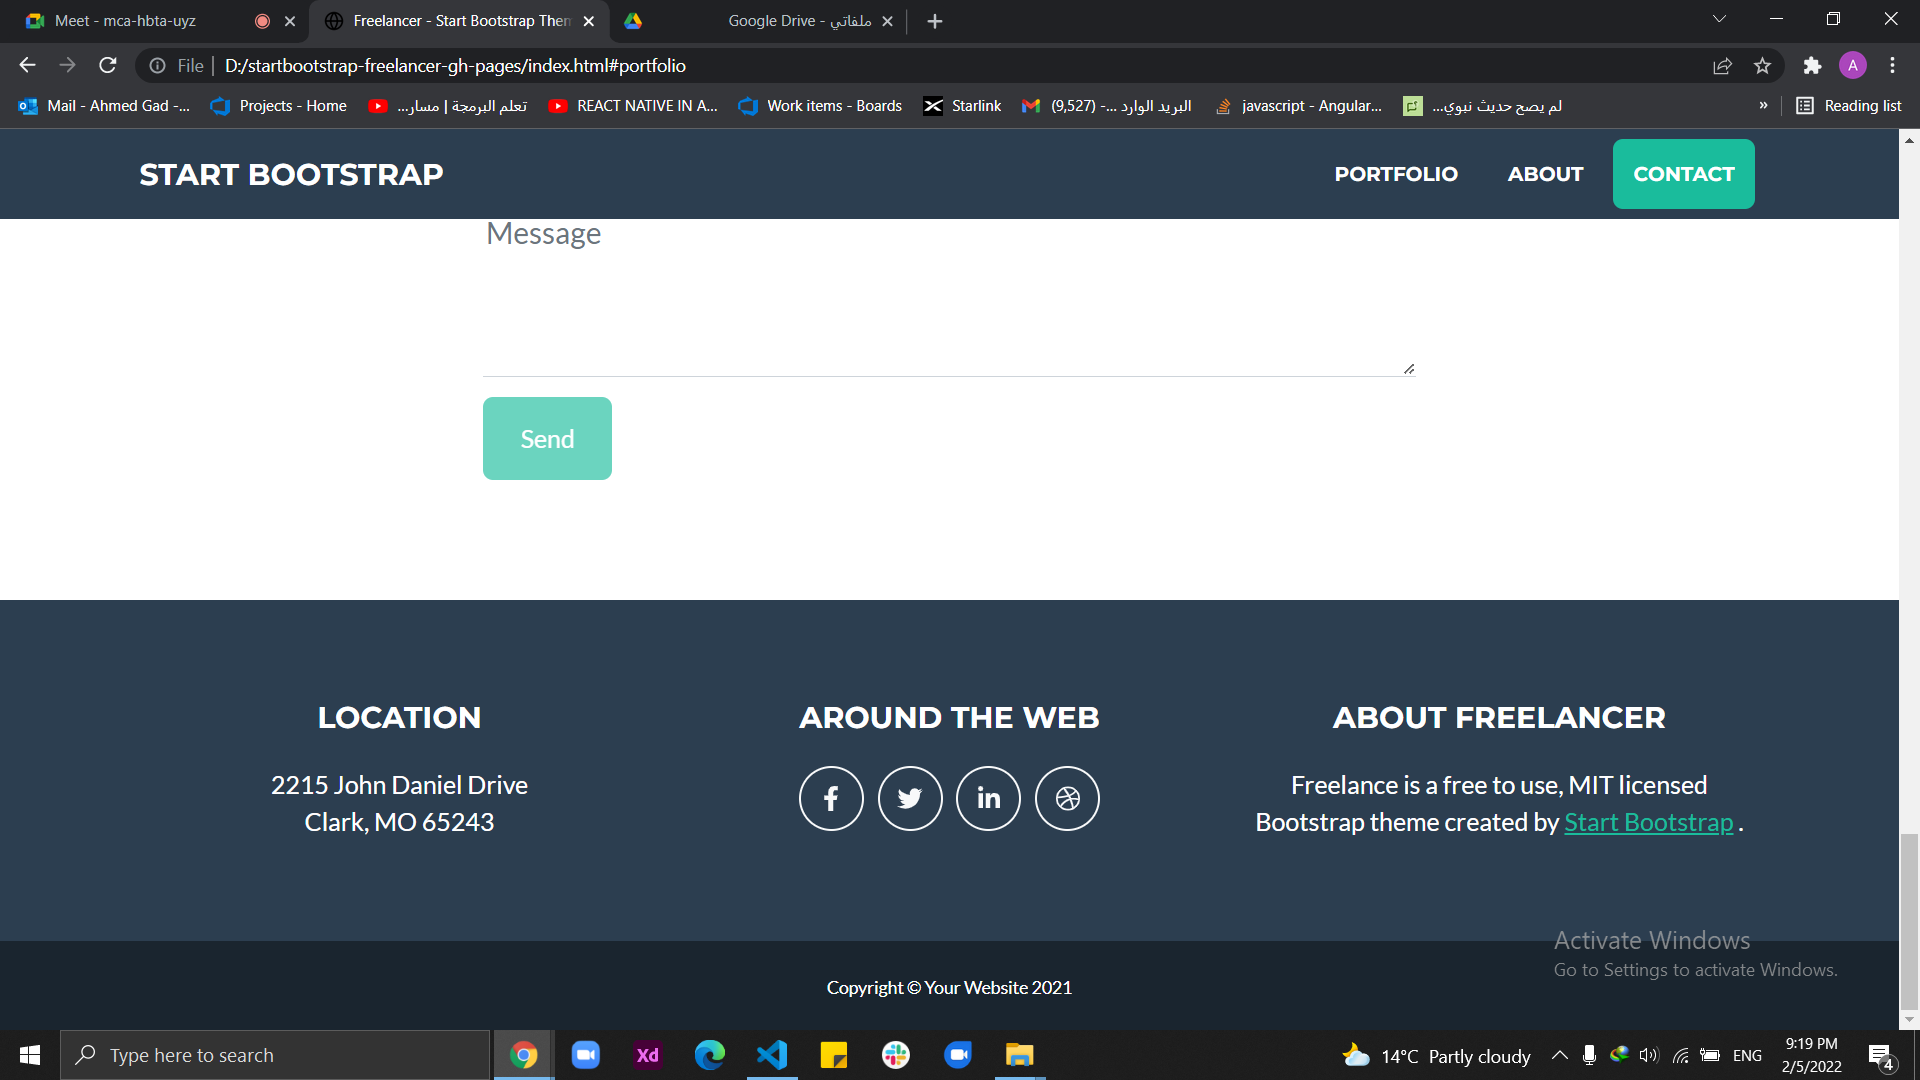 Meet - mca-hbta-uyz
Freelancer - Start Bootstrap Them
ملفاتي - Google Drive
File
D:/startbootstrap-freelancer-gh-pages/index.html#portfolio
A
Mail - Ahmed Gad -...
Projects - Home
تعلم البرمجة | مسار...
REACT NATIVE IN A...
Work items - Boards
Starlink
البريد الوارد ...- (9,527)
javascript - Angular...
لم يصح حديث نبوي...
»
Reading list
START BOOTSTRAP
PORTFOLIO
ABOUT
CONTACT
Message
Send
LOCATION
2215 John Daniel Drive
Clark, MO 65243
AROUND THE WEB
ABOUT FREELANCER
Freelance is a free to use, MIT licensed
Bootstrap theme created by Start Bootstrap .
Activate Windows
Go to Settings to activate Windows.
Copyright © Your Website 2021
Type here to search
Xd
14°C Partly cloudy
ENG
9:19 PM
2/5/2022
4